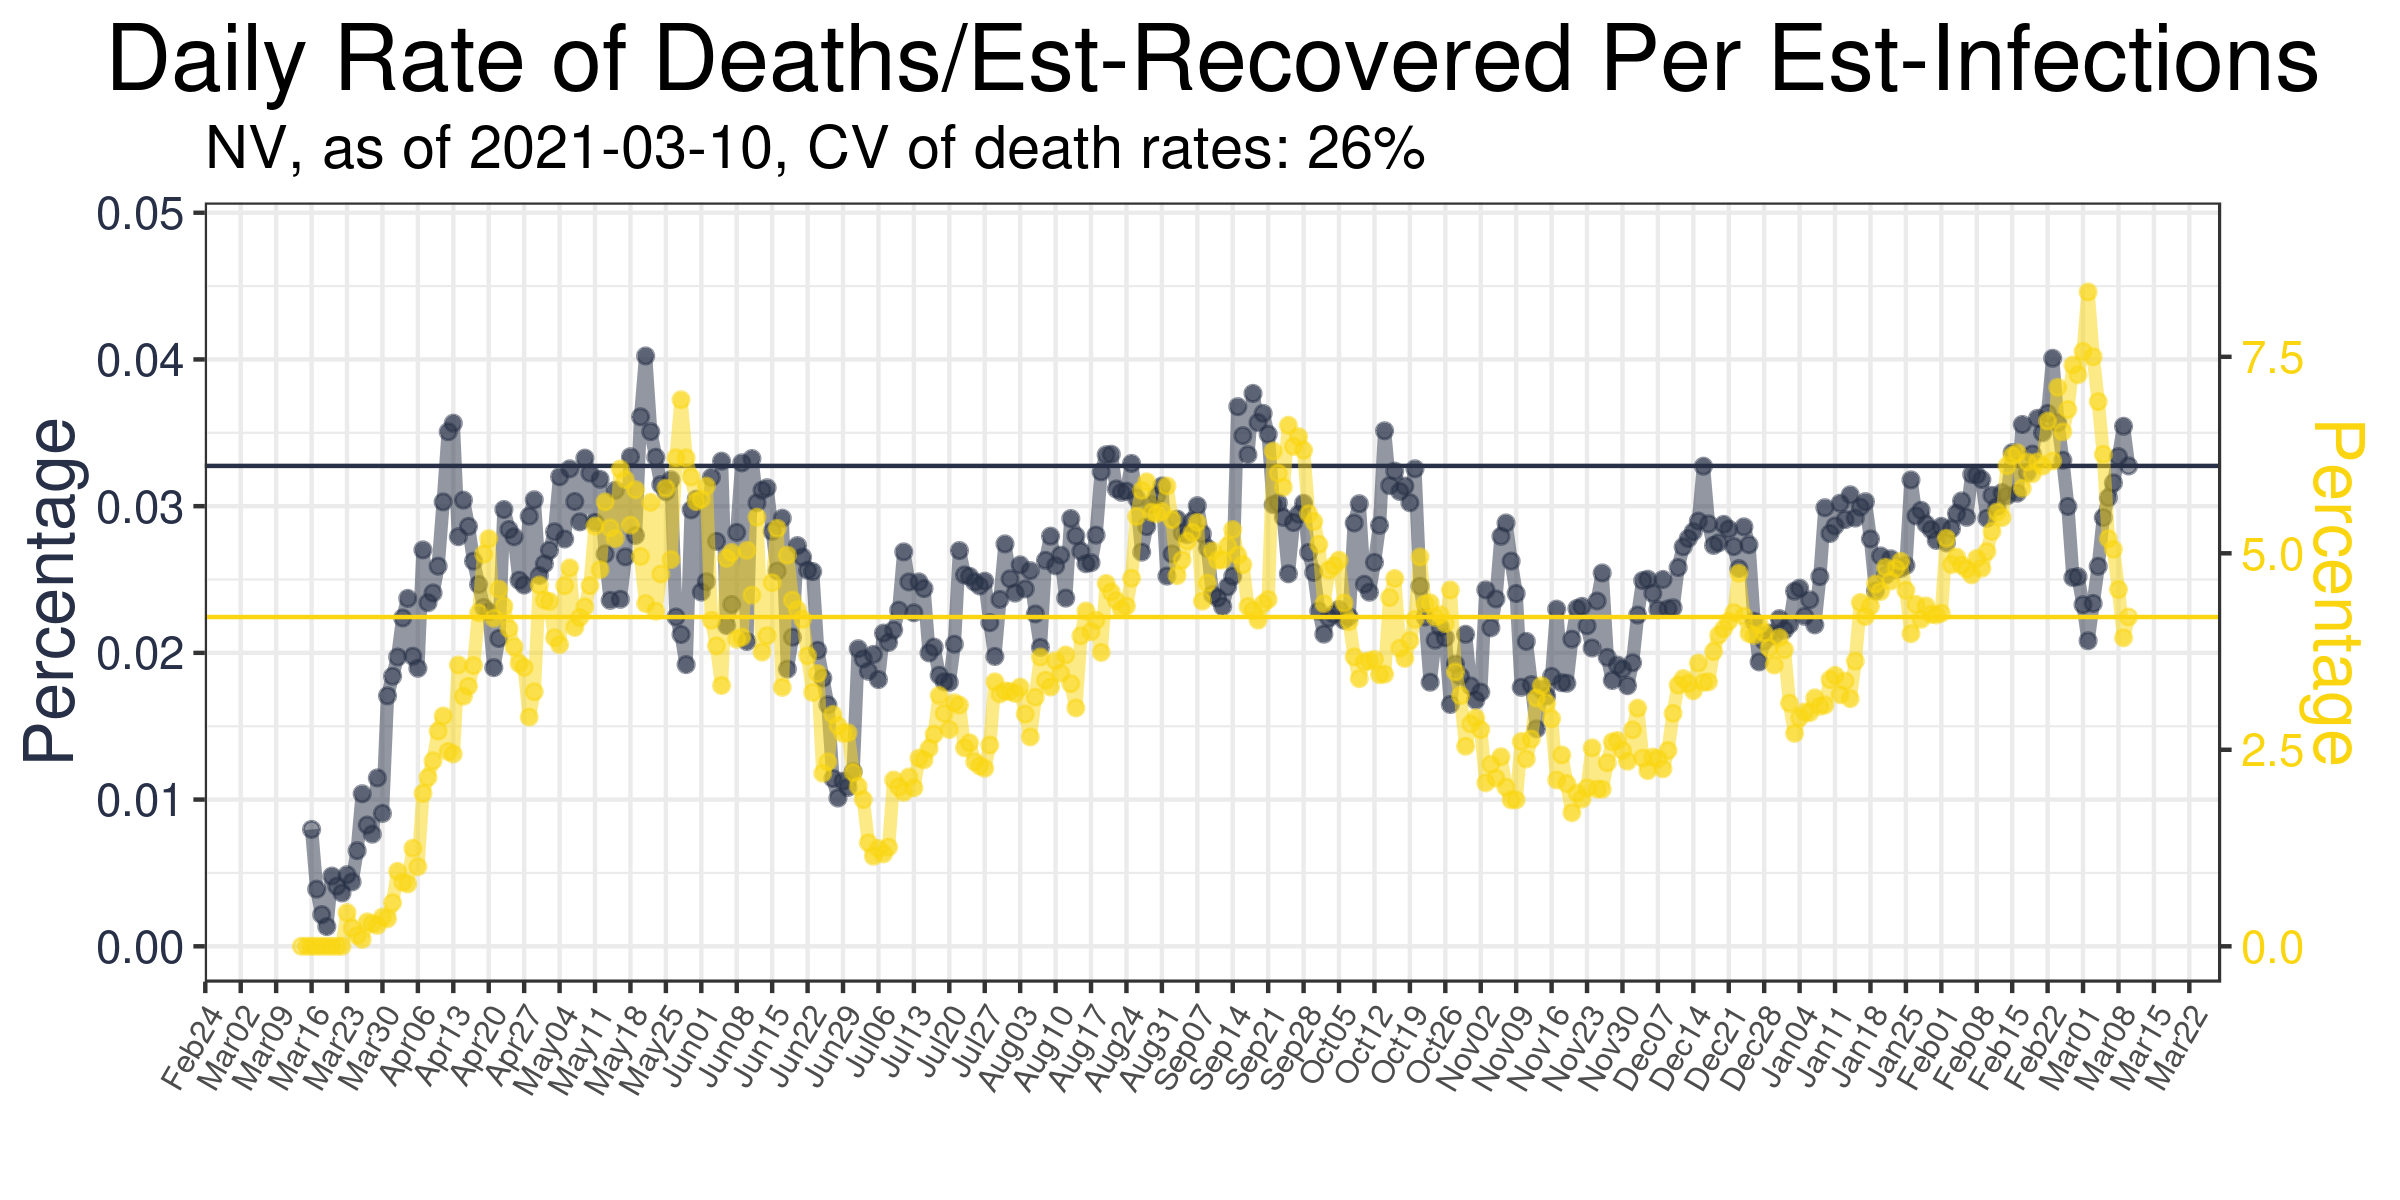 Daily Rate of Deaths/Est-Recovered Per Est-Infections
NV, as of 2021-03-10, CV of death rates: 26%
Percentage
0.05
0.04
0.03
0.02
0.01
0.00
7.5
5.0
2.5
0.0
Percentage
Feb24
Mar02
Mar09
Mar16
Mar23
Mar30
Apr06
Apr13
Apr20
Apr27
May04
May11
May18
May25
Jun01
Jun08
Jun15
Jun22
Jun29
Jul06
Jul13
Jul20
Jul27
Aug03
Aug10
Aug17
Aug24
Aug31
Sep07
Sep14
Sep21
Sep28
Oct05
Oct12
Oct19
Oct26
Nov02
Nov09
Nov16
Nov23
Nov30
Dec07
Dec14
Dec21
Dec28
Jan04
Jan11
Jan18
Jan25
Feb01
Feb08
Feb15
Feb22
Mar01
Mar08
Mar15
Mar22